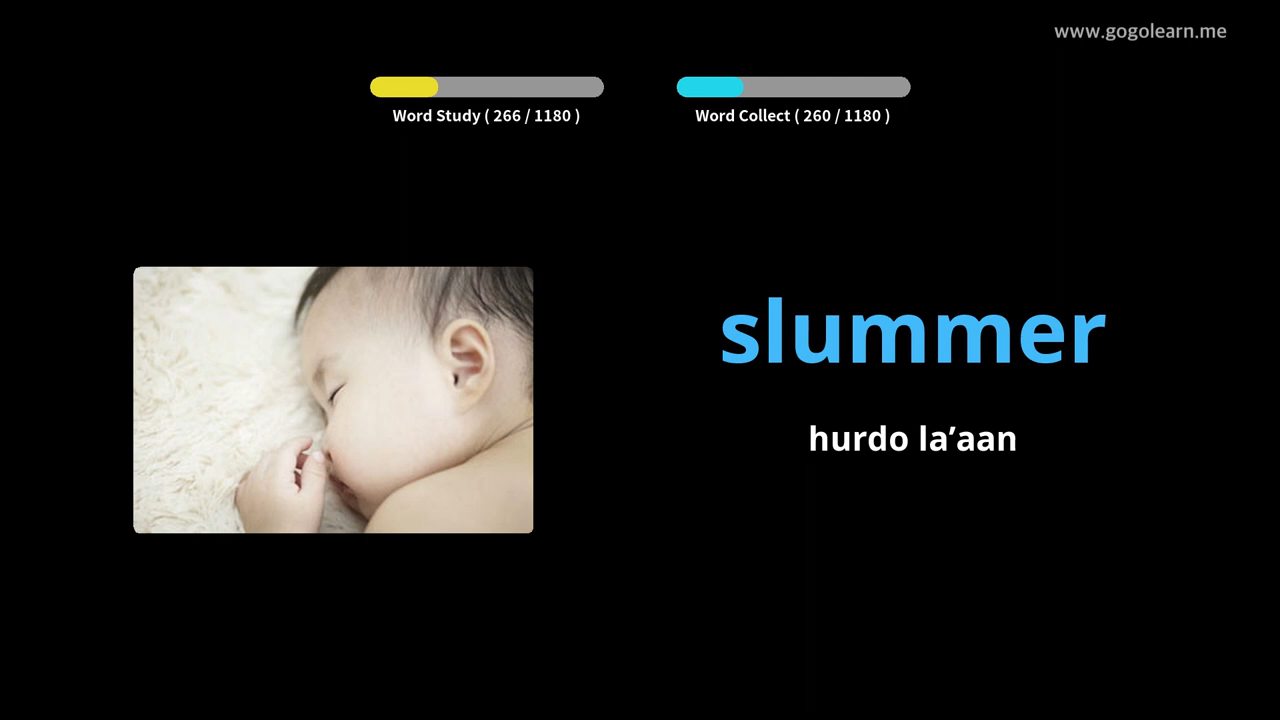 www.gogolearn.me
Word Study ( 266 / 1180 )
Word Collect ( 260 / 1180 )
slummer
hurdo la’aan